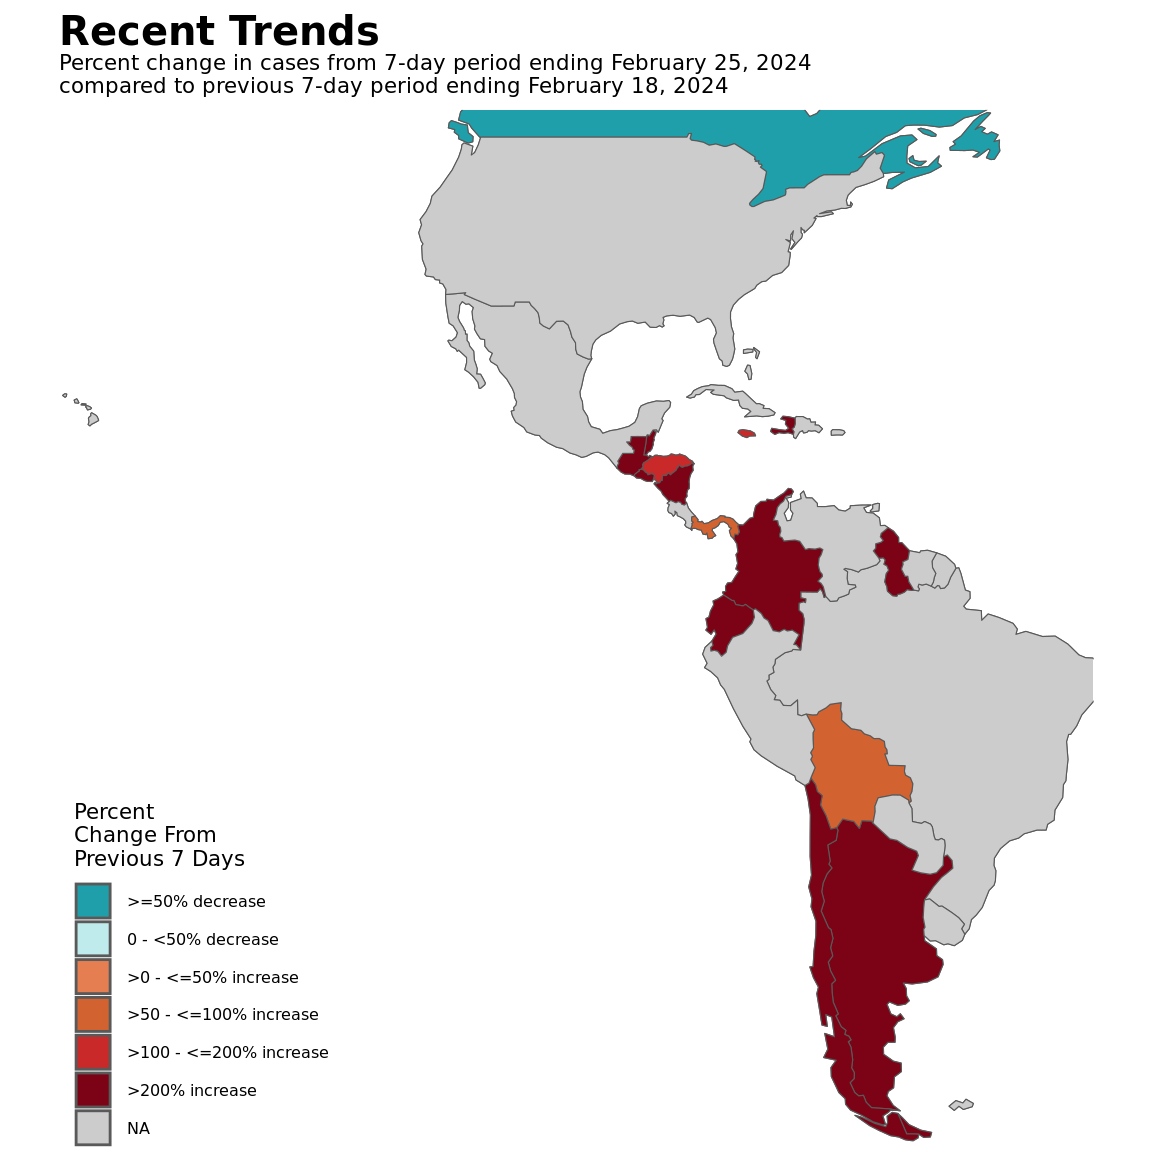 Recent Trends
Percent change in cases from 7-day period ending February 25, 2024
compared to previous 7-day period ending February 18, 2024
Percent
Change From
Previous 7 Days
>=50% decrease
0 - <50% decrease
>0 - <=50% increase
>50 - <=100% increase
>100 - <=200% increase
>200% increase
NA